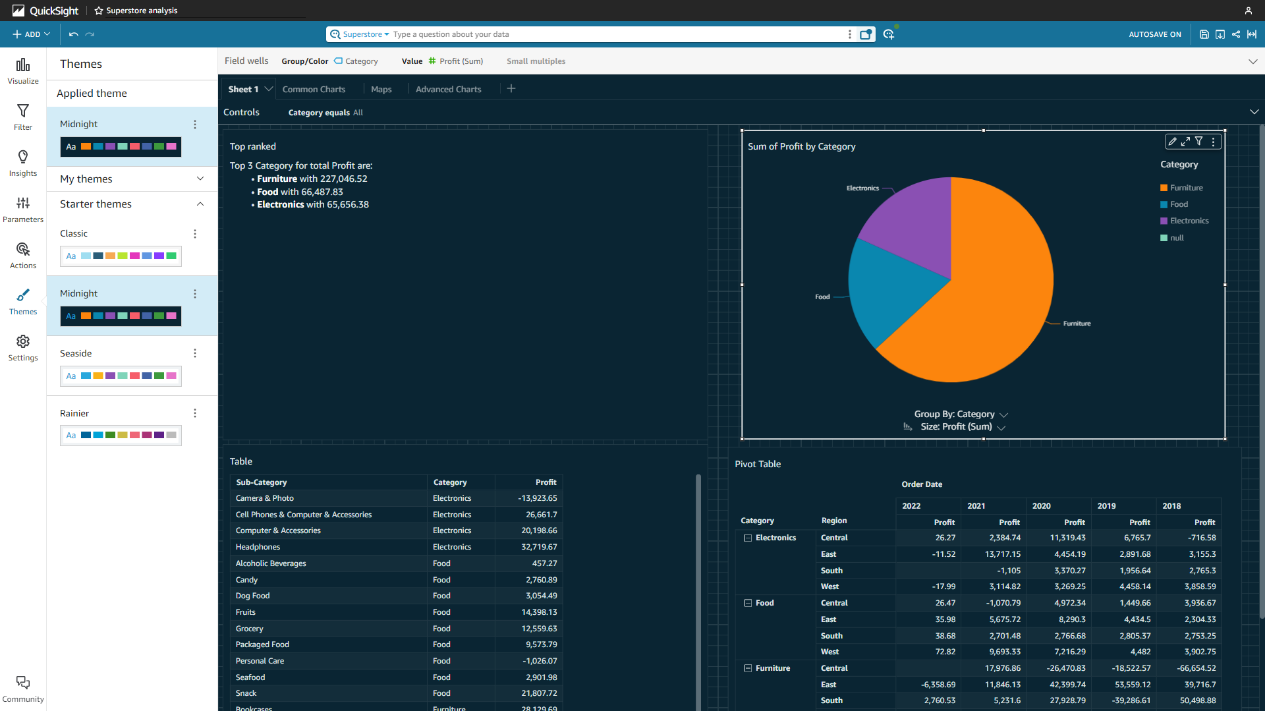 QuickSight
Superstore analysis
ADD
Superstore
Type a question about your data
AUTOSAVE ON
Visualize
Filter
Insights
Parameters
Actions
Themes
Settings
Community
Themes
Applied theme
Midnight
Aa
My themes
Starter themes
Classic
Aa
Midnight
Aa
Seaside
Aa
Rainier
Aa
Field wells Group/Color Category Value # Profit (Sum) Small multiples
Sheet 1 Common Charts Maps Advanced Charts +
Controls Category equals All
Top ranked
Top 3 Category for total Profit are:
• Furniture with 227,046.52
• Food with 66,487.83
• Electronics with 65,656.38
Sum of Profit by Category
Category
Furniture
Food
Electronics
null
Electronics
Food
Furniture
Group By: Category
Size: Profit (Sum)
Table
Sub-Category Category Profit
Camera & Photo Electronics -13,923.65
Cell Phones & Computer & Accessories Electronics 26,661.7
Computer & Accessories Electronics 20,198.66
Headphones Electronics 32,719.67
Alcoholic Beverages Food 457.27
Candy Food 2,760.89
Dog Food Food 3,054.49
Fruits Food 14,398.13
Grocery Food 12,559.63
Packaged Food Food 9,573.79
Personal Care Food -1,026.07
Seafood Food 2,901.98
Snack Food 21,807.72
Bookcases Furniture 28,129.69
Pivot Table
Order Date
2022 2021 2020 2019 2018
Category Region Profit Profit Profit Profit Profit
Electronics Central 26.27 2,384.74 11,319.43 6,765.7 -716.58
East -11.52 13,717.15 4,454.19 2,891.68 3,155.3
South -1,105 3,370.27 1,956.64 2,765.3
West -17.99 3,114.82 3,269.25 4,458.14 3,858.59
Food Central 26.47 -1,070.79 4,972.34 1,449.66 3,936.67
East 35.98 5,675.72 8,290.3 4,434.5 2,304.33
South 38.68 2,701.48 2,766.68 2,805.37 2,753.25
West 72.82 9,693.33 7,216.29 4,482 3,902.75
Furniture Central 17,976.86 -26,470.83 -18,522.57 -66,654.52
East -6,358.69 11,846.13 42,399.74 53,559.12 39,716.7
South 2,760.53 5,231.6 27,928.79 -39,286.61 50,498.88